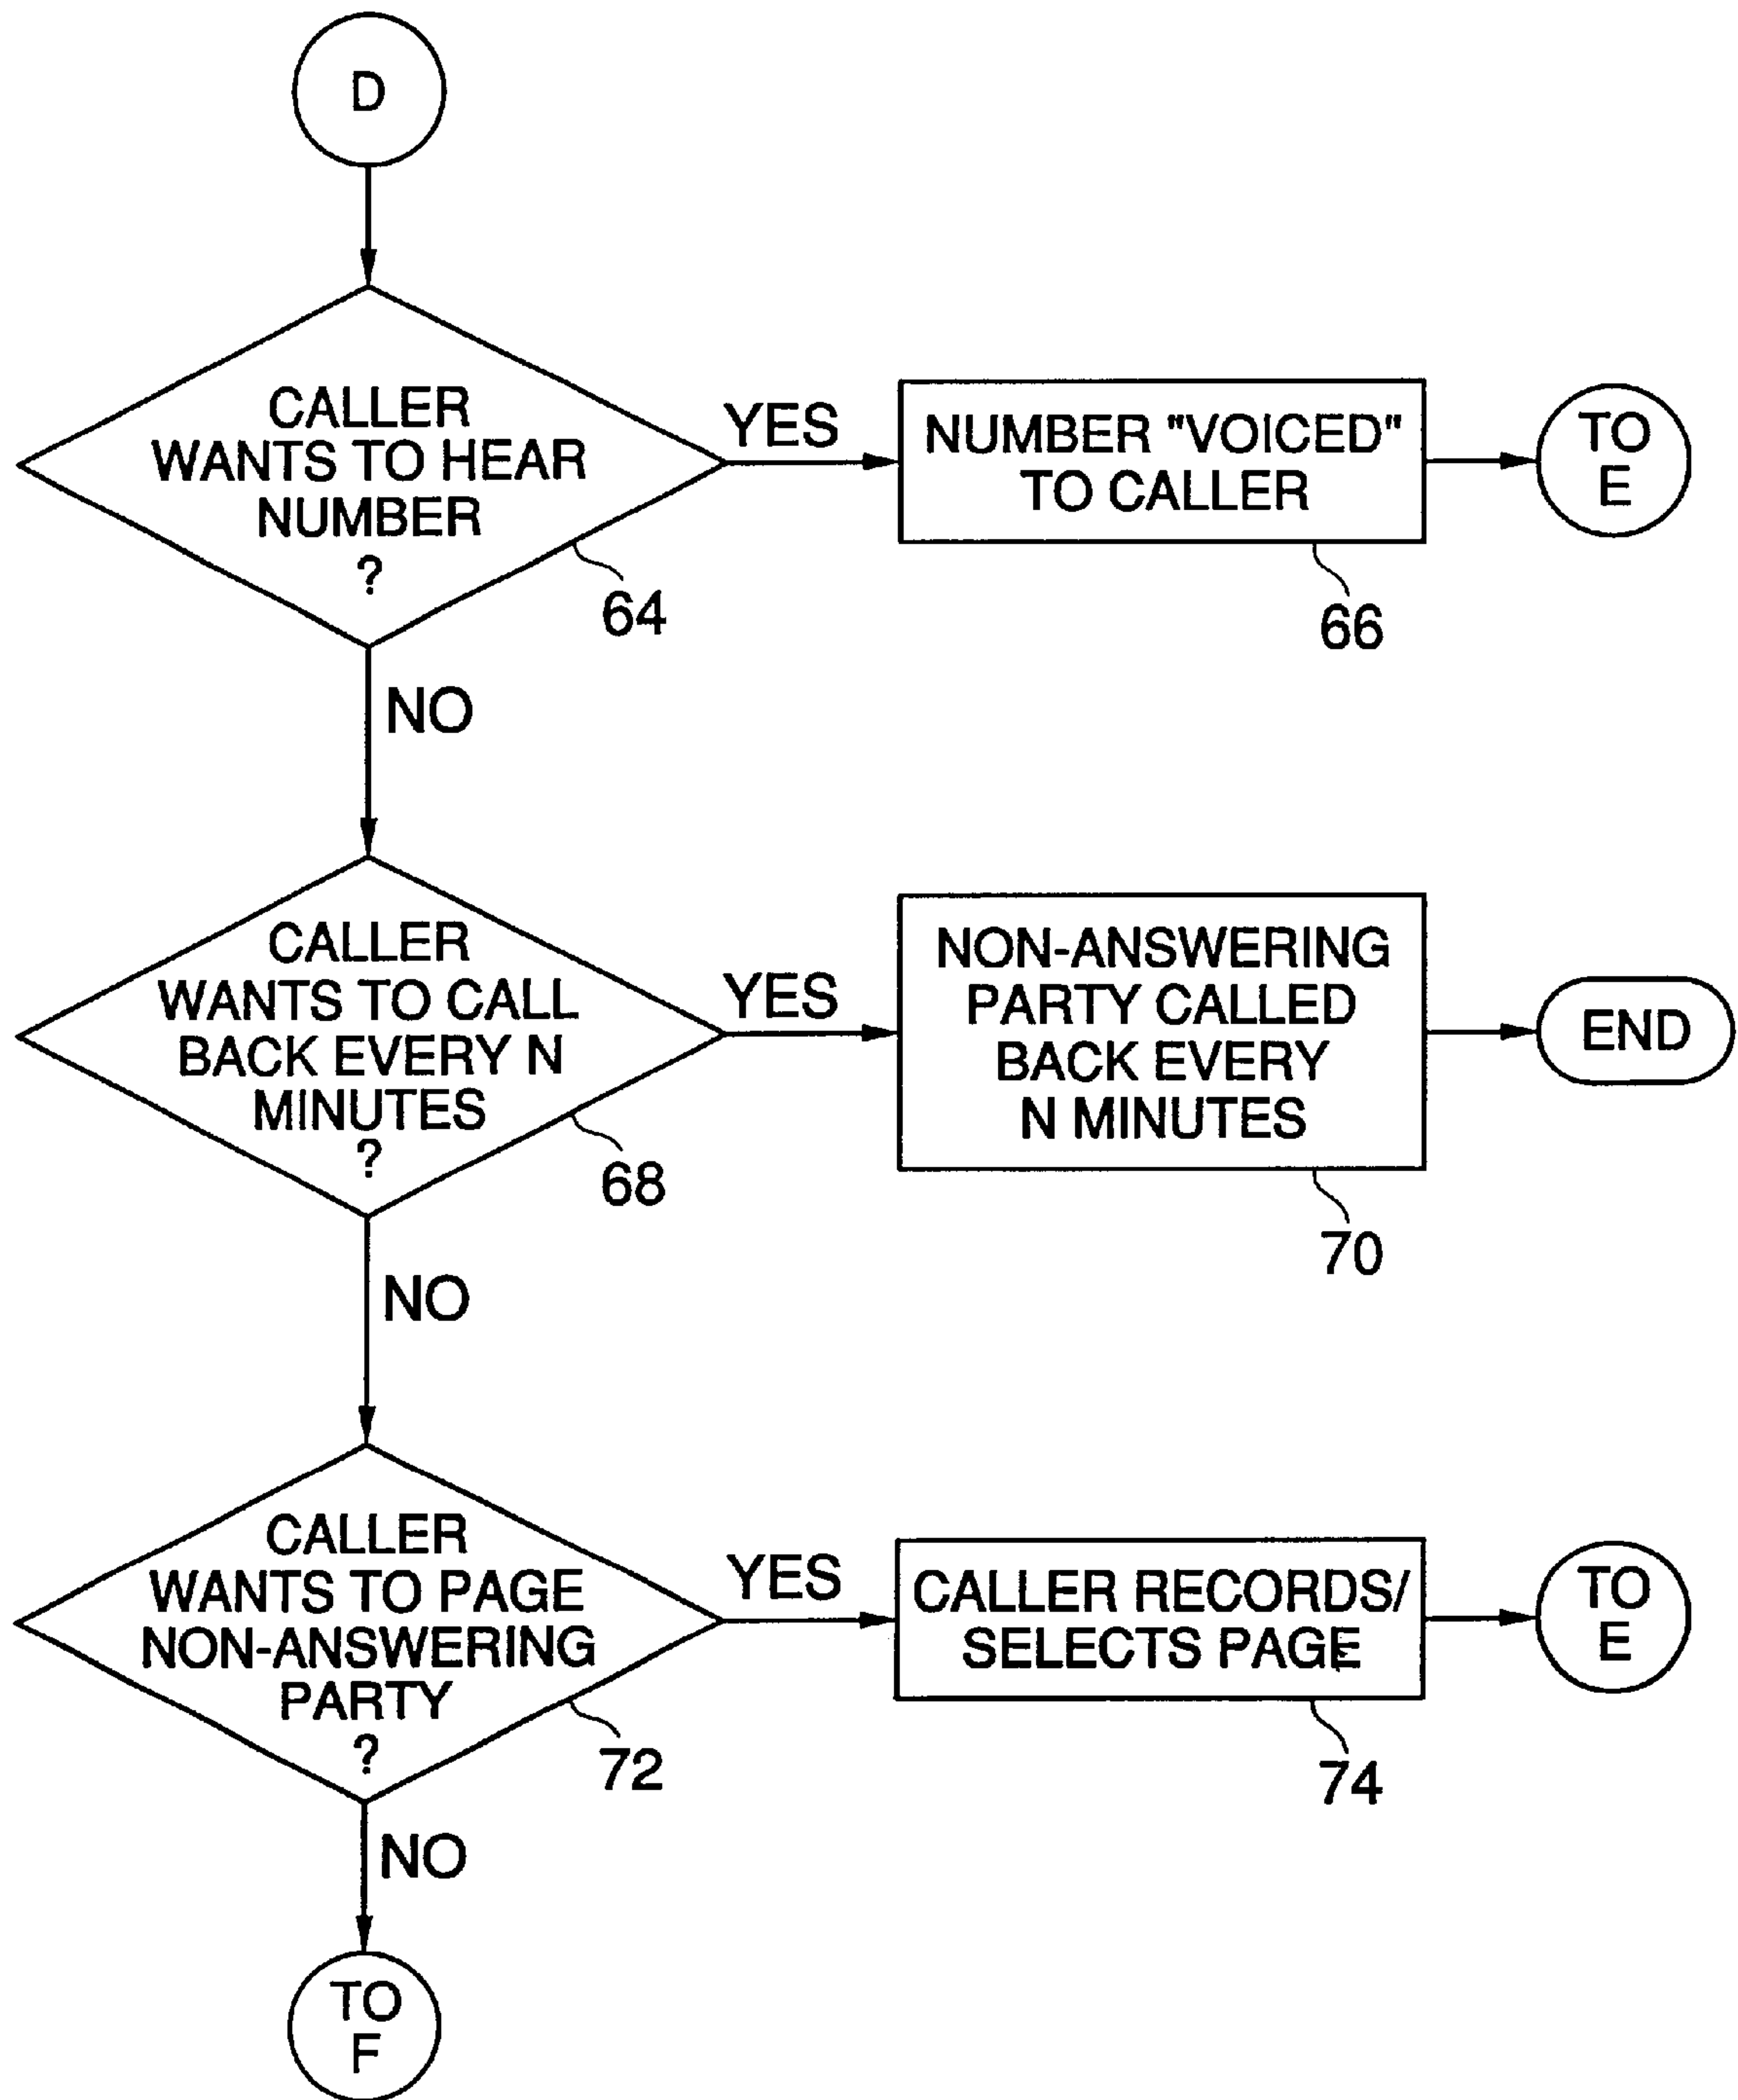 D
CALLER
WANTS TO HEAR
NUMBER
?
64
YES
NUMBER "VOICED"
TO CALLER
66
TO
E
NO
CALLER
WANTS TO CALL
BACK EVERY N
MINUTES
?
68
YES
NON-ANSWERING
PARTY CALLED
BACK EVERY
N MINUTES
70
END
NO
CALLER
WANTS TO PAGE
NON-ANSWERING
PARTY
?
72
YES
CALLER RECORDS/
SELECTS PAGE
74
TO
E
NO
TO
F